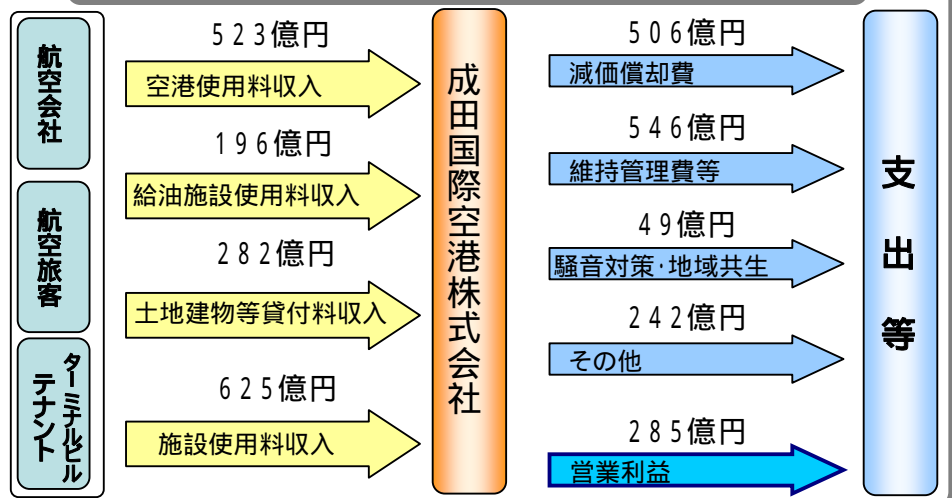 航空会社
航空旅客
ターミナルビル
テナント
523億円
空港使用料収入
196億円
給油施設使用料収入
282億円
土地建物等貸付料収入
625億円
施設使用料収入
成田国際空港株式会社
506億円
減価償却費
546億円
維持管理費等
49億円
騒音対策・地域共生
242億円
その他
285億円
営業利益
支出等